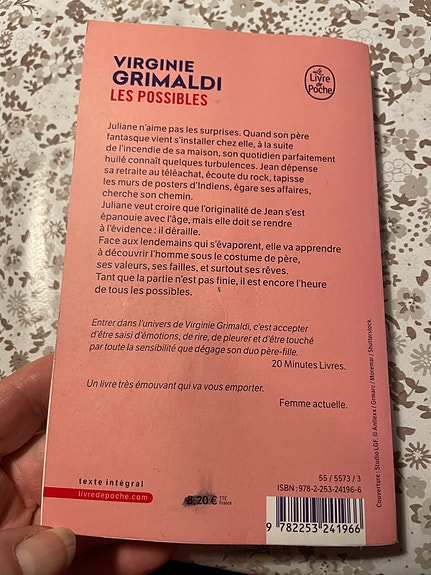 VIRGINIE
GRIMALDI
LES POSSIBLES
Le
Livre
de
Poche
Juliane n'aime pas les surprises. Quand son père
fantasque vient s'installer chez elle, à la suite
de l'incendie de sa maison, son quotidien parfaitement
huilé connaît quelques turbulences. Jean dépense
sa retraite au téléachat, écoute du rock, tapisse
les murs de posters d'Indiens, égare ses affaires,
cherche son chemin.
Juliane veut croire que l'originalité de Jean s'est
épanouie avec l'âge, mais elle doit se rendre
à l'évidence : il déraille.
Face aux lendemains qui s'évaporent, elle va apprendre
à découvrir l'homme sous le costume de père,
ses valeurs, ses failles, et surtout ses rêves.
Tant que la partie n'est pas finie, il est encore l'heure
de tous les possibles.
Entrer dans l'univers de Virginie Grimaldi, c'est accepter
d'être saisi d'émotions, de rire, de pleurer et d'être touché
par toute la sensibilité que dégage son duo père-fille.
20 Minutes Livres.
Un livre très émouvant qui va vous emporter.
Femme actuelle.
Couverture : Studio LGF. © Antlexx / Grmarc / Moremar / Shutterstock.
texte intégral
livredepoche.com
8,20 € TTC
France
55 / 5573 / 3
ISBN : 978-2-253-24196-6
9 782253 241966